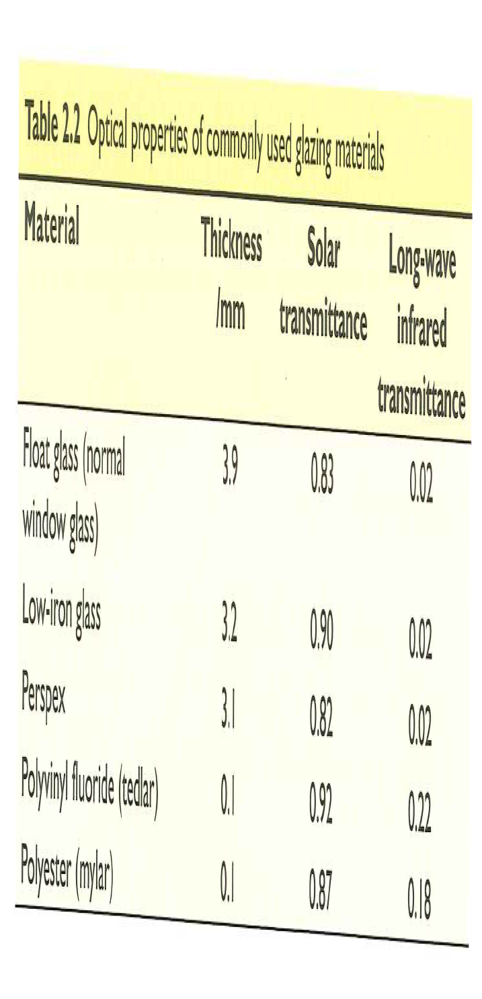 Table 2.2 Optical properties of commonly used glazing materials
Material Thickness Solar Long-wave
/mm transmittance infrared
transmittance
Float glass (normal 3.9 0.83 0.02
window glass)
Low-iron glass 3.2 0.90 0.02
Perspex 3.1 0.82 0.02
Polyvinyl fluoride (tedlar) 0.1 0.92 0.22
Polyester (mylar) 0.1 0.87 0.18